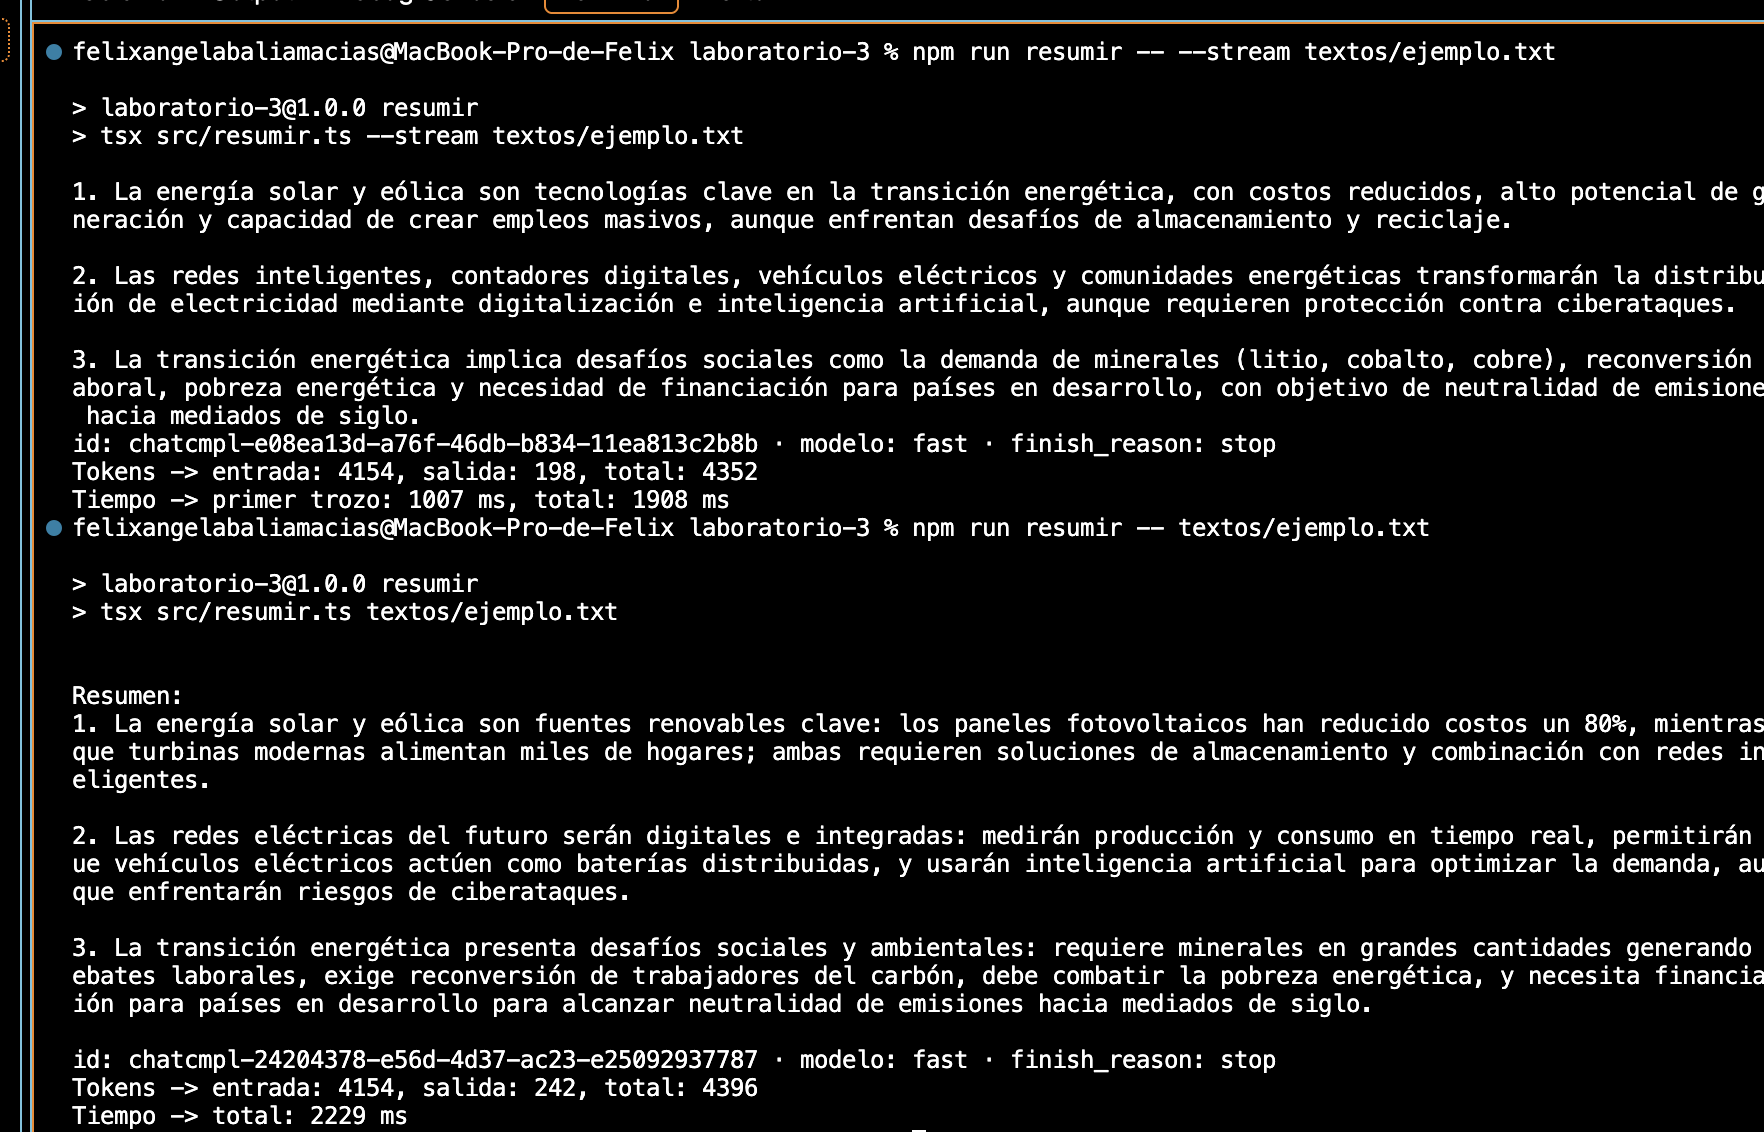 felixangelabaliamacias@MacBook-Pro-de-Felix laboratorio-3 % npm run resumir -- --stream textos/ejemplo.txt
> laboratorio-3@1.0.0 resumir
> tsx src/resumir.ts --stream textos/ejemplo.txt
1. La energía solar y eólica son tecnologías clave en la transición energética, con costos reducidos, alto potencial de g
neración y capacidad de crear empleos masivos, aunque enfrentan desafíos de almacenamiento y reciclaje.
2. Las redes inteligentes, contadores digitales, vehículos eléctricos y comunidades energéticas transformarán la distribu
ión de electricidad mediante digitalización e inteligencia artificial, aunque requieren protección contra ciberataques.
3. La transición energética implica desafíos sociales como la demanda de minerales (litio, cobalto, cobre), reconversión
aboral, pobreza energética y necesidad de financiación para países en desarrollo, con objetivo de neutralidad de emisione
hacia mediados de siglo.
id: chatcmpl-e08ea13d-a76f-46db-b834-11ea813c2b8b · modelo: fast · finish_reason: stop
Tokens -> entrada: 4154, salida: 198, total: 4352
Tiempo -> primer trozo: 1007 ms, total: 1908 ms
felixangelabaliamacias@MacBook-Pro-de-Felix laboratorio-3 % npm run resumir -- textos/ejemplo.txt
> laboratorio-3@1.0.0 resumir
> tsx src/resumir.ts textos/ejemplo.txt
Resumen:
1. La energía solar y eólica son fuentes renovables clave: los paneles fotovoltaicos han reducido costos un 80%, mientras
que turbinas modernas alimentan miles de hogares; ambas requieren soluciones de almacenamiento y combinación con redes in
eligentes.
2. Las redes eléctricas del futuro serán digitales e integradas: medirán producción y consumo en tiempo real, permitirán
ue vehículos eléctricos actúen como baterías distribuidas, y usarán inteligencia artificial para optimizar la demanda, au
que enfrentarán riesgos de ciberataques.
3. La transición energética presenta desafíos sociales y ambientales: requiere minerales en grandes cantidades generando
ebates laborales, exige reconversión de trabajadores del carbón, debe combatir la pobreza energética, y necesita financia
ión para países en desarrollo para alcanzar neutralidad de emisiones hacia mediados de siglo.
id: chatcmpl-24204378-e56d-4d37-ac23-e25092937787 · modelo: fast · finish_reason: stop
Tokens -> entrada: 4154, salida: 242, total: 4396
Tiempo -> total: 2229 ms